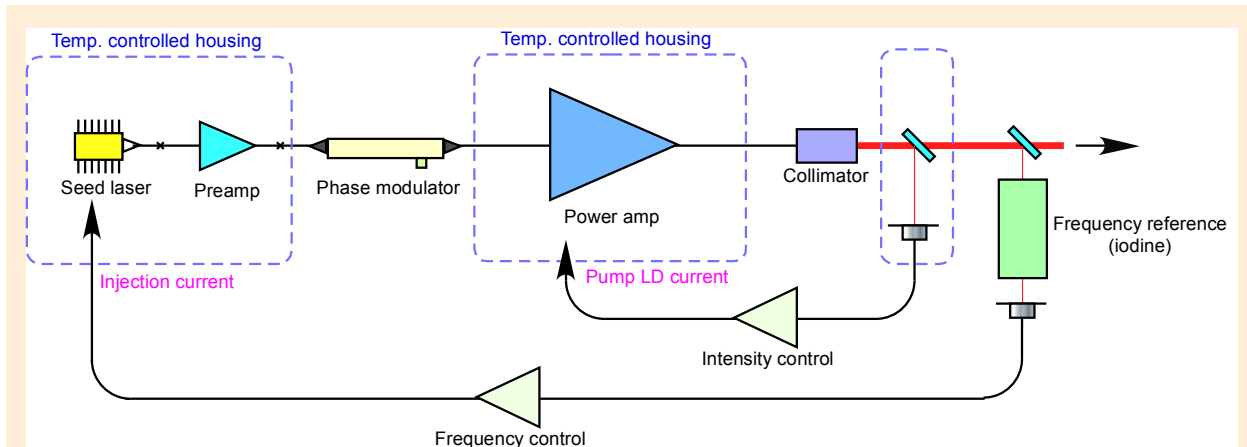 Temp. controlled housing
Temp. controlled housing
Seed laser
Preamp
Phase modulator
Collimator
Power amp
Frequency reference
(iodine)
Injection current
Pump LD current
Intensity control
Frequency control